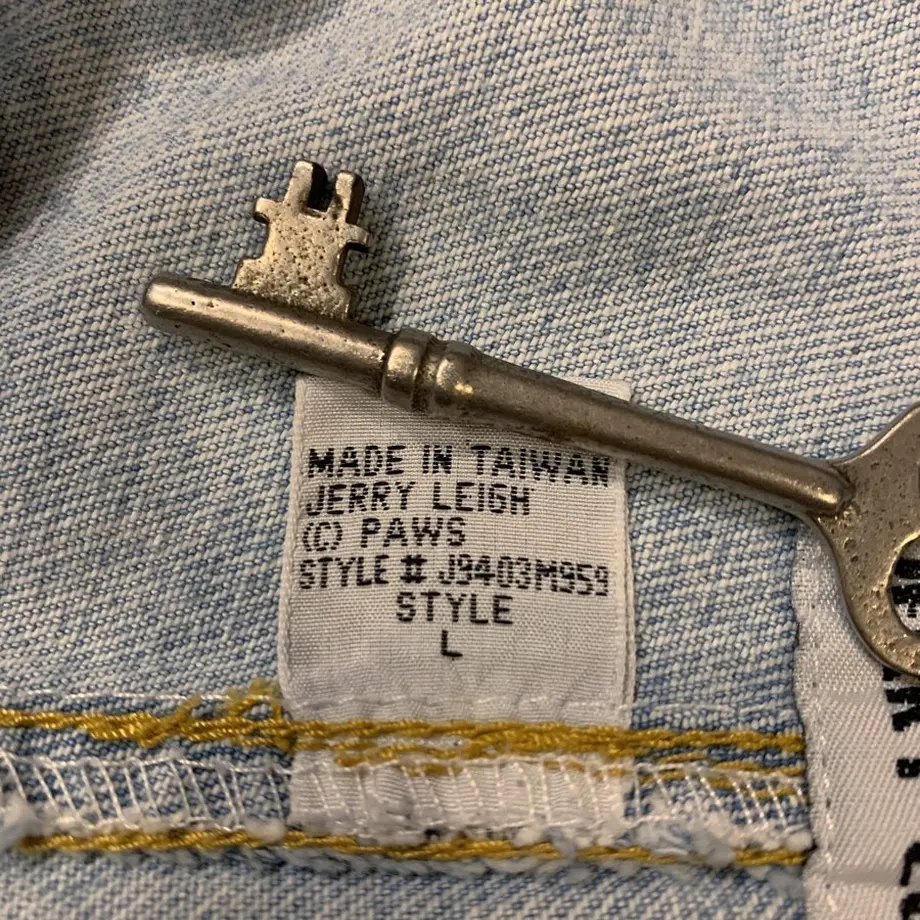 MADE IN TAIWAN
JERRY LEIGH
(C) PAWS
STYLE # J9403M959
STYLE
L